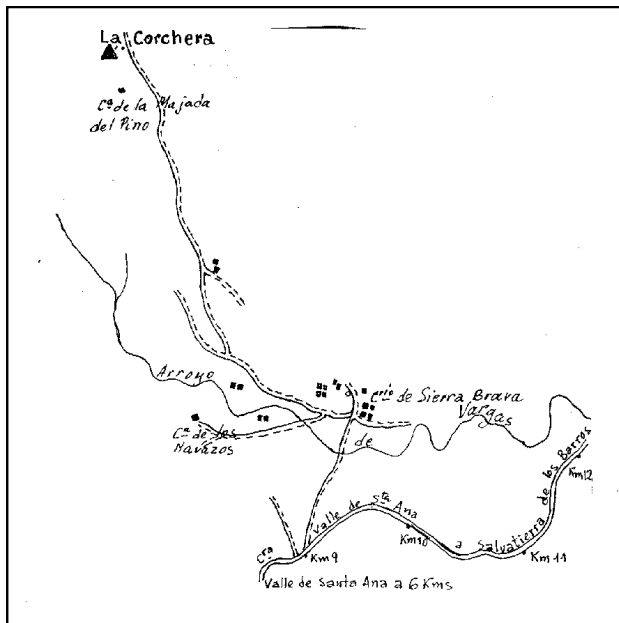 La Corchera
Cª de la Majada
del Pino
Arroyo
de
Vargas
Crio de Sierra Brava
Cª de los
Navazos
Cra Valle de Sta Ana a Salvatierra de los Barros
Km 9
Km 10
Km 11
Km 12
Valle de Santa Ana a 6 Kms